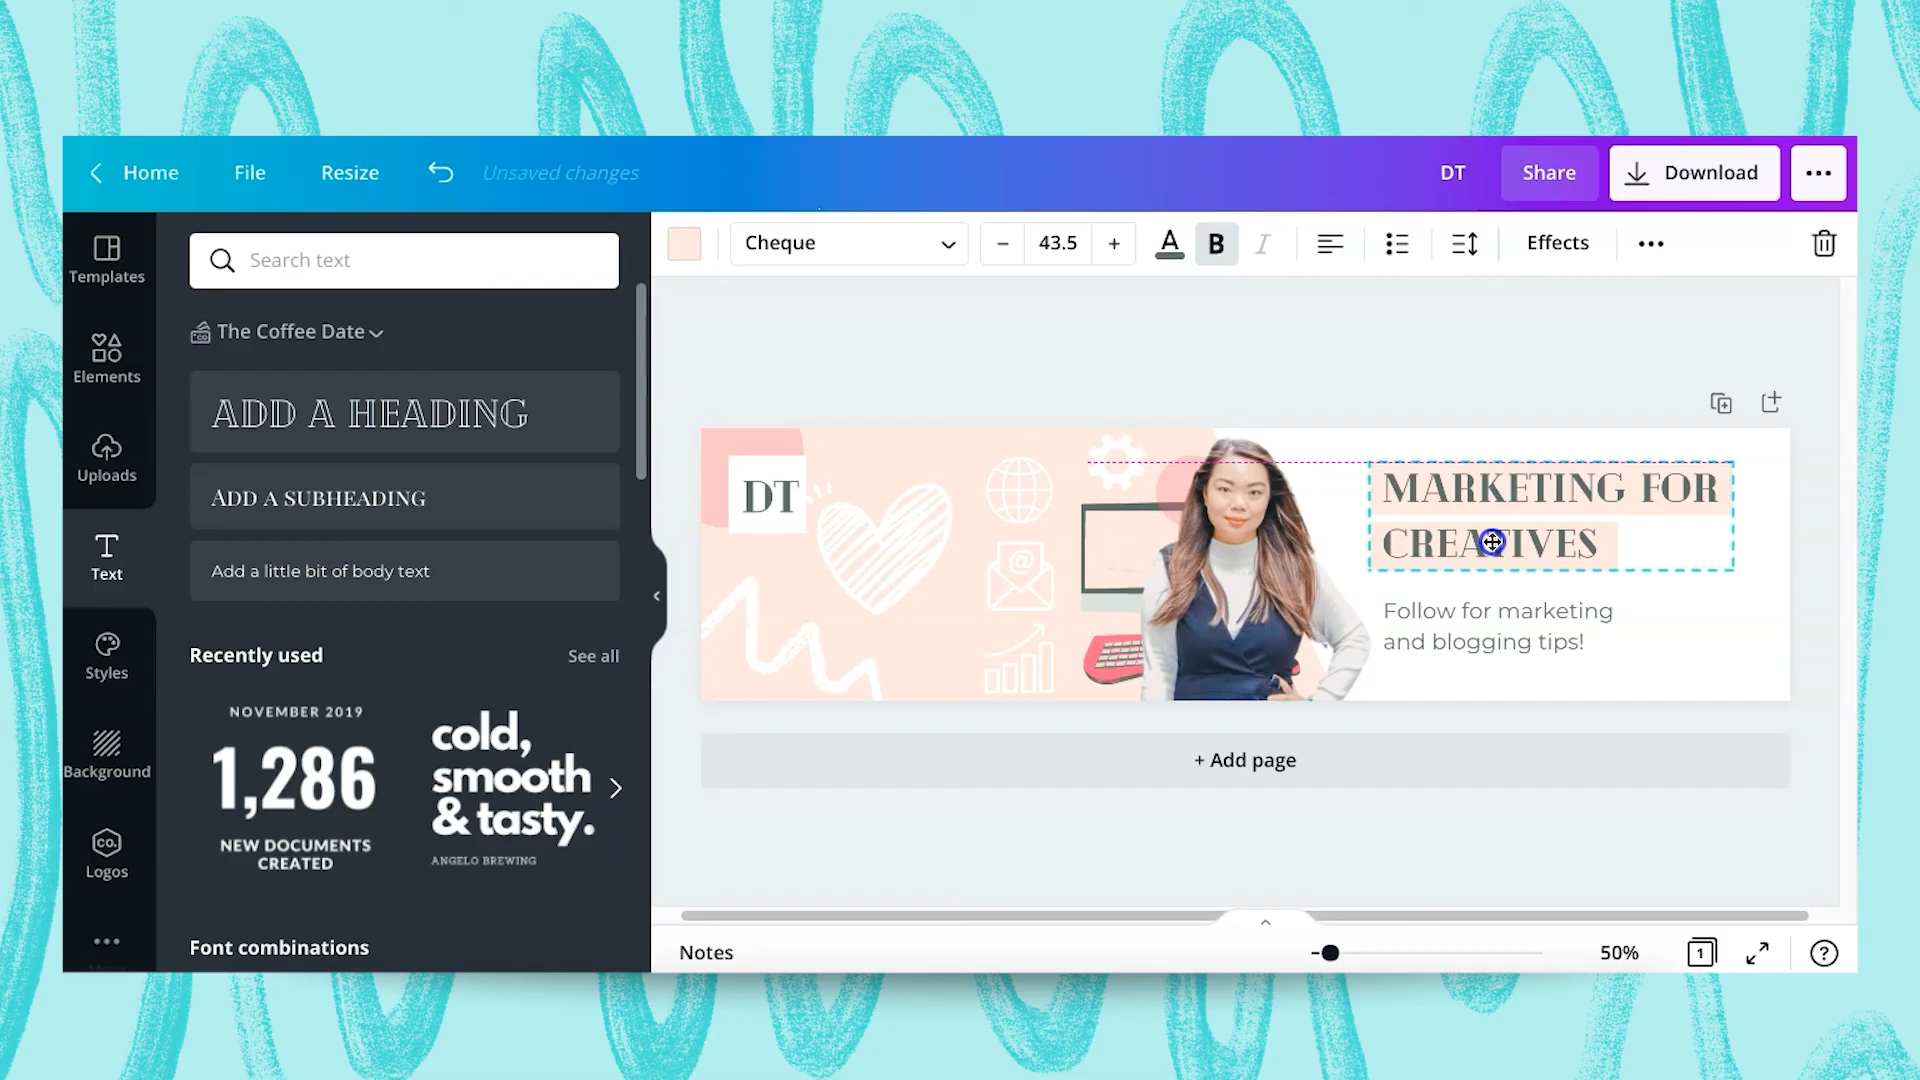 Home
File
Resize
Unsaved changes
DT
Share
Download
Templates
Elements
Uploads
Text
Styles
Background
Logos
Search text
The Coffee Date
ADD A HEADING
ADD A SUBHEADING
Add a little bit of body text
Recently used
See all
NOVEMBER 2019
1,286
NEW DOCUMENTS
CREATED
cold,
smooth
& tasty.
ANGELO BREWING
Font combinations
Cheque
43.5
A
B
I
Effects
DT
@
MARKETING FOR
CREATIVES
Follow for marketing
and blogging tips!
+ Add page
Notes
50%
1
?
co.